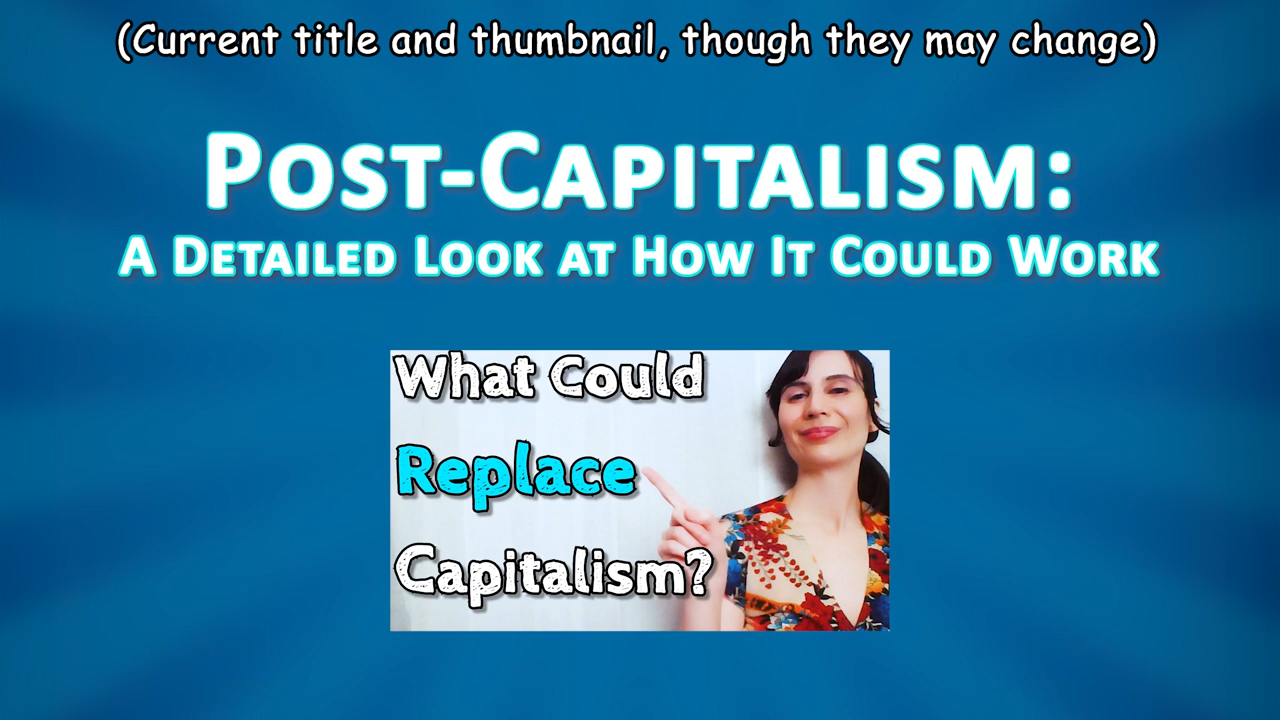 (Current title and thumbnail, though they may change)
Post-Capitalism:
A Detailed Look at How It Could Work
What Could
Replace
Capitalism?